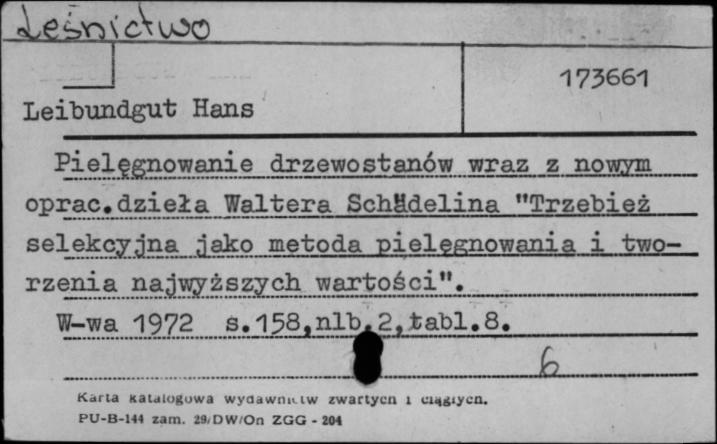 Leśnictwo
173661
Leibundgut Hans
Pielęgnowanie drzewostanów wraz z nowym
oprac.dzieła Waltera Schädelina "Trzebież
selekcyjna jako metoda pielęgnowania i two-
rzenia najwyższych wartości".
W-wa 1972 s.158,nlb.2,tabl.8.
6
Karta katalogowa wydawnictw zwartych i ciągłych.
PU-B-144 zam. 29/DW/On ZGG - 204